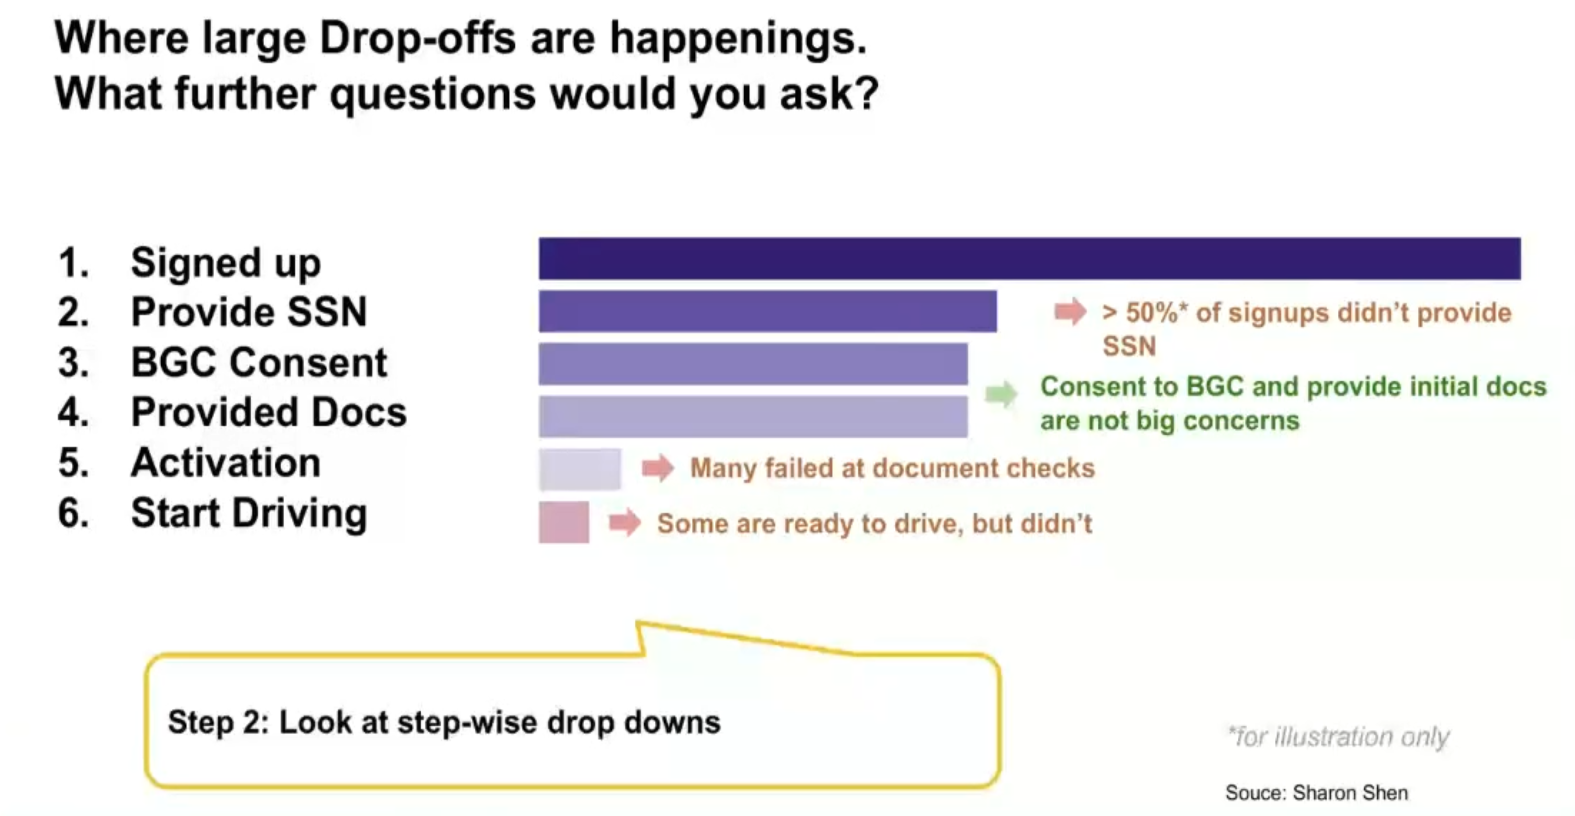 Where large Drop-offs are happenings.
What further questions would you ask?
1. Signed up
2. Provide SSN
> 50%* of signups didn't provide
SSN
3. BGC Consent
Consent to BGC and provide initial docs
are not big concerns
4. Provided Docs
5. Activation
Many failed at document checks
6. Start Driving
Some are ready to drive, but didn't
Step 2: Look at step-wise drop downs
*for illustration only
Souce: Sharon Shen